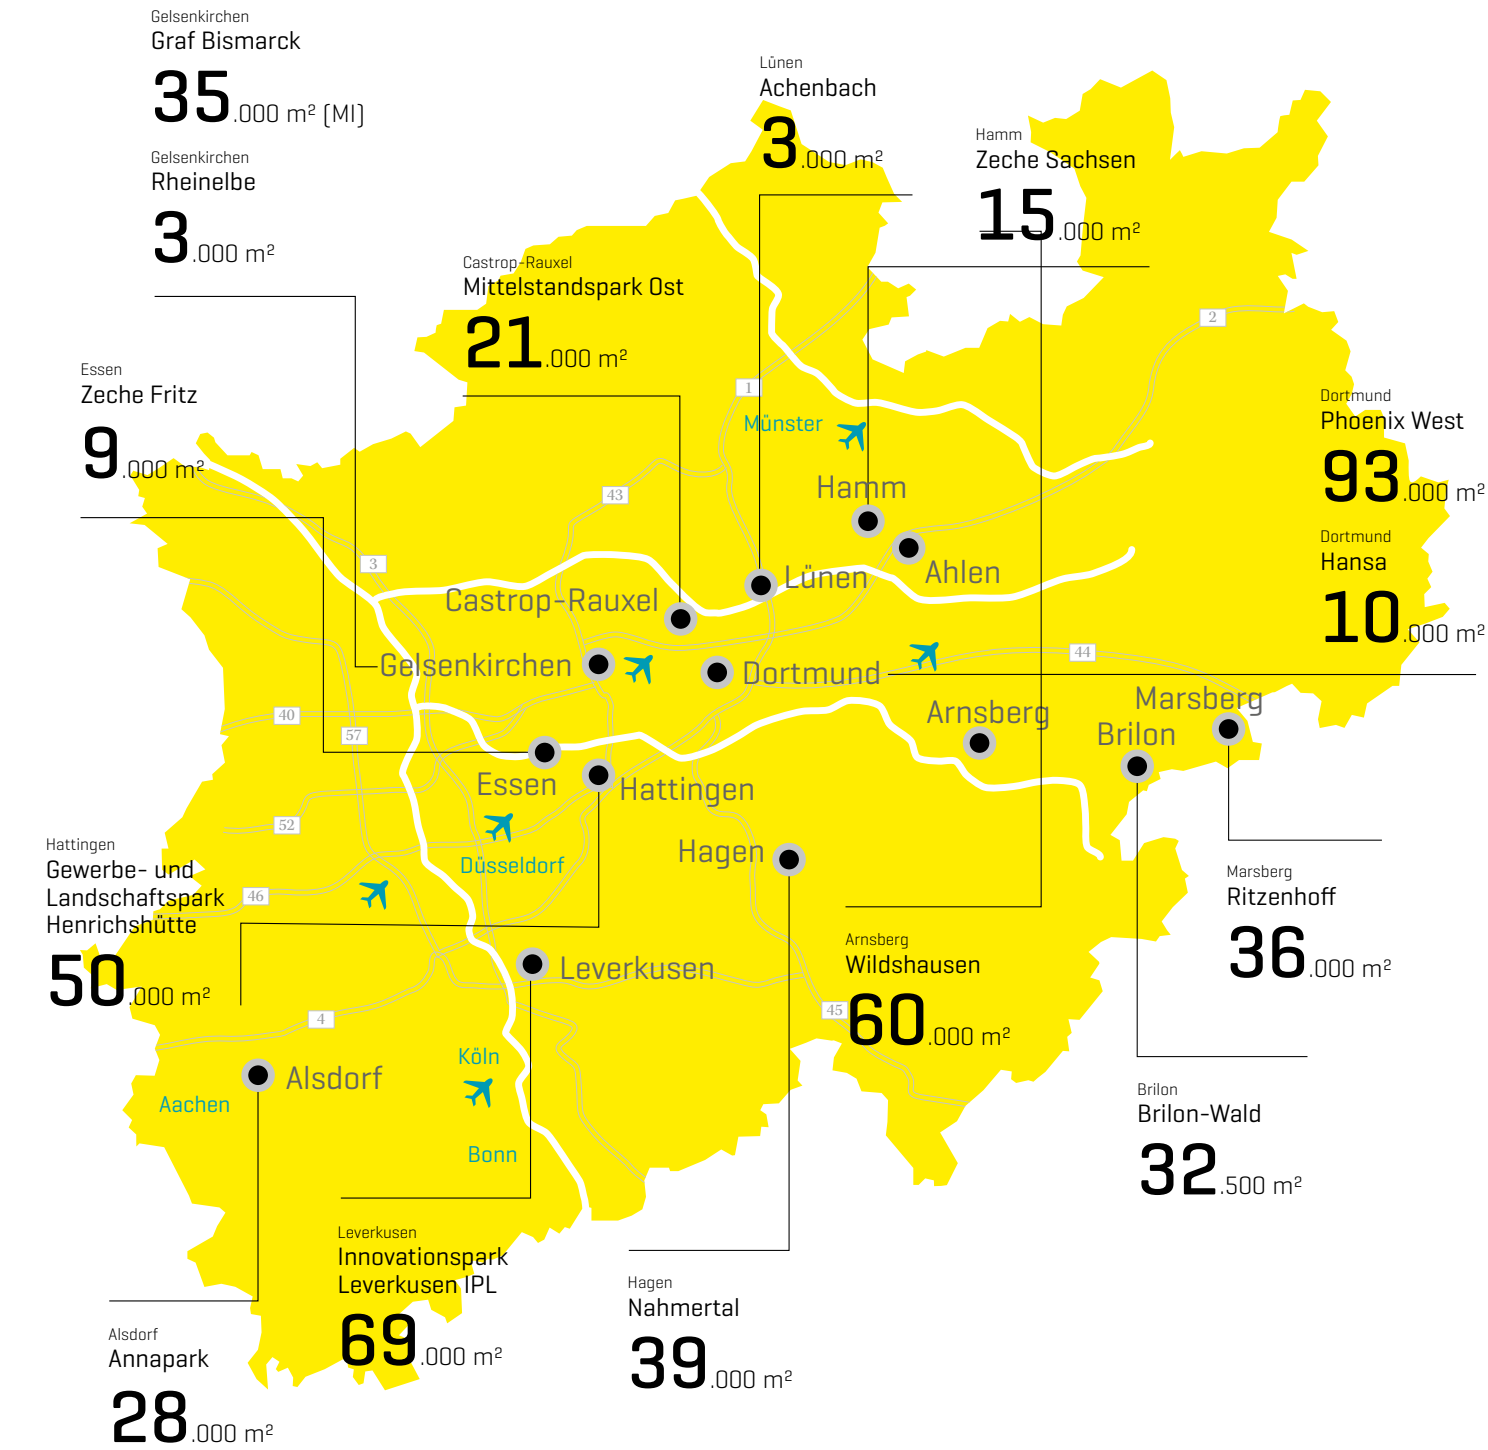 Gelsenkirchen
Graf Bismarck
35.000 m² (MI)
Gelsenkirchen
Rheinelbe
3.000 m²
Lünen
Achenbach
3.000 m²
Hamm
Zeche Sachsen
15.000 m²
Castrop-Rauxel
Mittelstandspark Ost
21.000 m²
Essen
Zeche Fritz
9.000 m²
Dortmund
Phoenix West
93.000 m²
Dortmund
Hansa
10.000 m²
2
1
Münster
43
Hamm
3
Lünen
Ahlen
Castrop-Rauxel
Gelsenkirchen
Dortmund
44
Marsberg
Arnsberg
Brilon
40
57
Essen
Hattingen
52
Düsseldorf
Hagen
46
Hattingen
Gewerbe- und
Landschaftspark
Henrichshütte
50.000 m²
Marsberg
Ritzenhoff
36.000 m²
Arnsberg
Wildshausen
60.000 m²
Leverkusen
45
4
Köln
Alsdorf
Aachen
Bonn
Brilon
Brilon-Wald
32.500 m²
Leverkusen
Innovationspark
Leverkusen IPL
69.000 m²
Hagen
Nahmertal
39.000 m²
Alsdorf
Annapark
28.000 m²